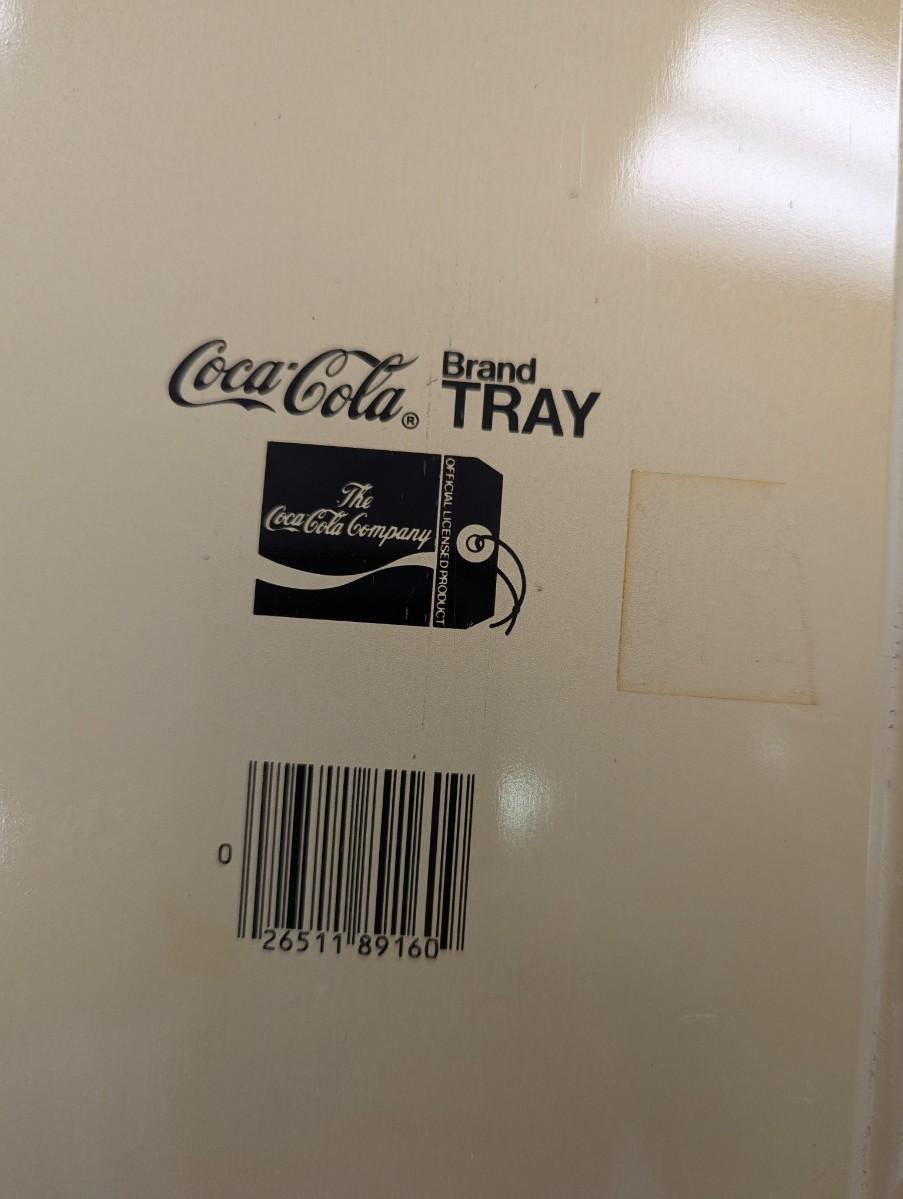 Coca-Cola® Brand
TRAY
The
Coca-Cola Company
OFFICIAL LICENSED PRODUCT
0
26511 89160